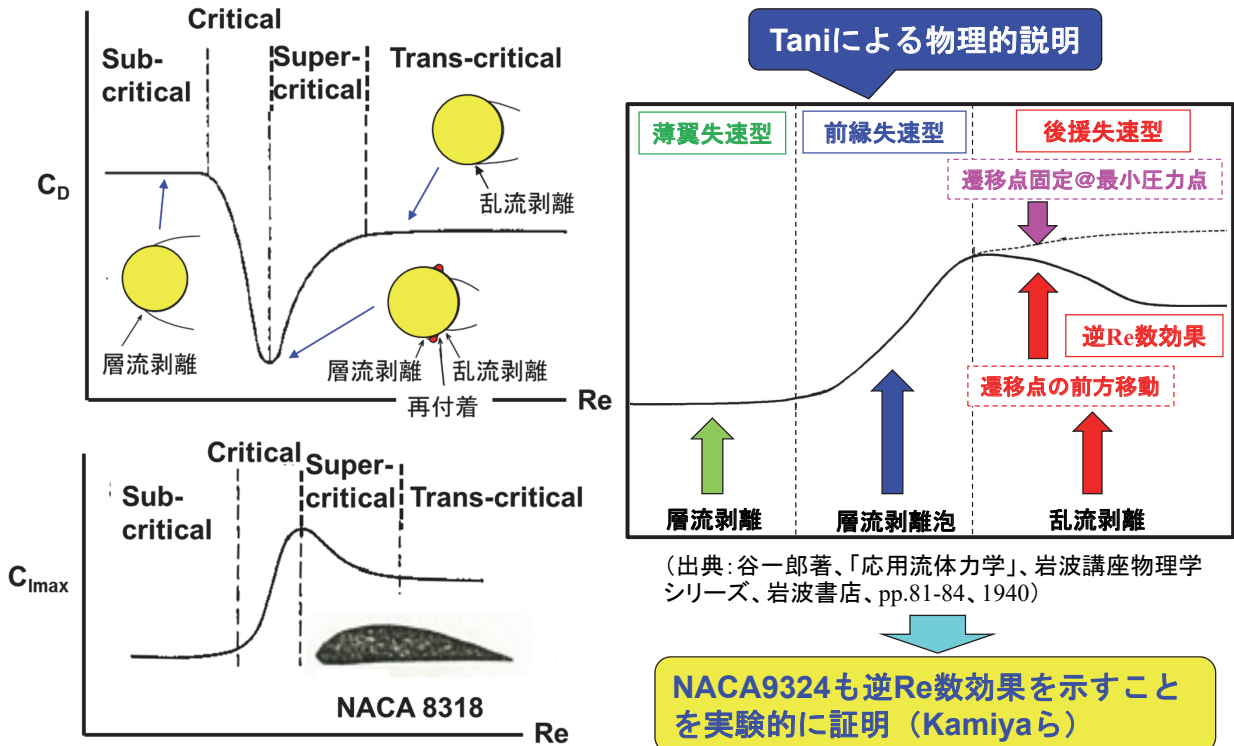 Critical
Sub-
critical
Super-
critical
Trans-critical
C_D
乱流剥離
層流剥離
層流剥離
乱流剥離
再付着
Re
Critical
Sub-
critical
Super-
critical
Trans-critical
C_lmax
NACA 8318
Re
Taniによる物理的説明
薄翼失速型
前縁失速型
後援失速型
遷移点固定@最小圧力点
逆Re数効果
遷移点の前方移動
層流剥離
層流剥離泡
乱流剥離
(出典:谷一郎著、「応用流体力学」、岩波講座物理学
シリーズ、岩波書店、pp.81-84、1940)
NACA9324も逆Re数効果を示すこと
を実験的に証明(Kamiyaら)